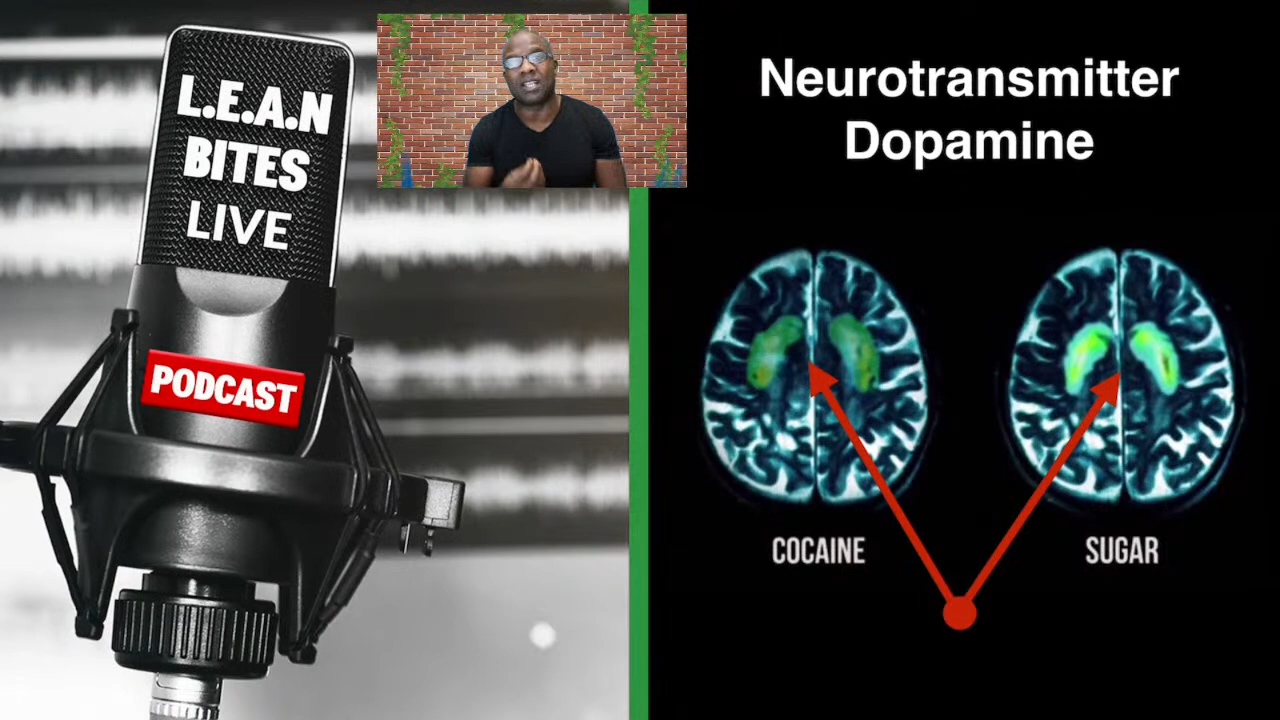 L.E.A.N
BITES
LIVE
PODCAST
Neurotransmitter
Dopamine
COCAINE
SUGAR